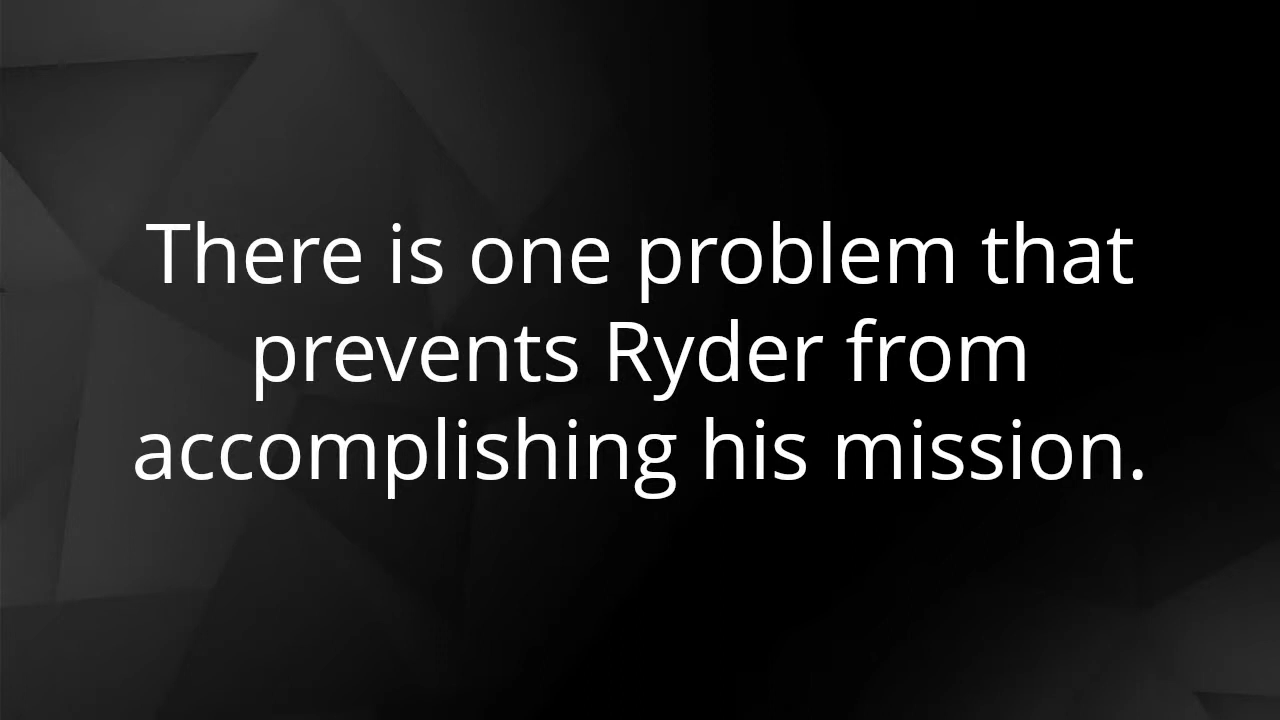 There is one problem that
prevents Ryder from
accomplishing his mission.